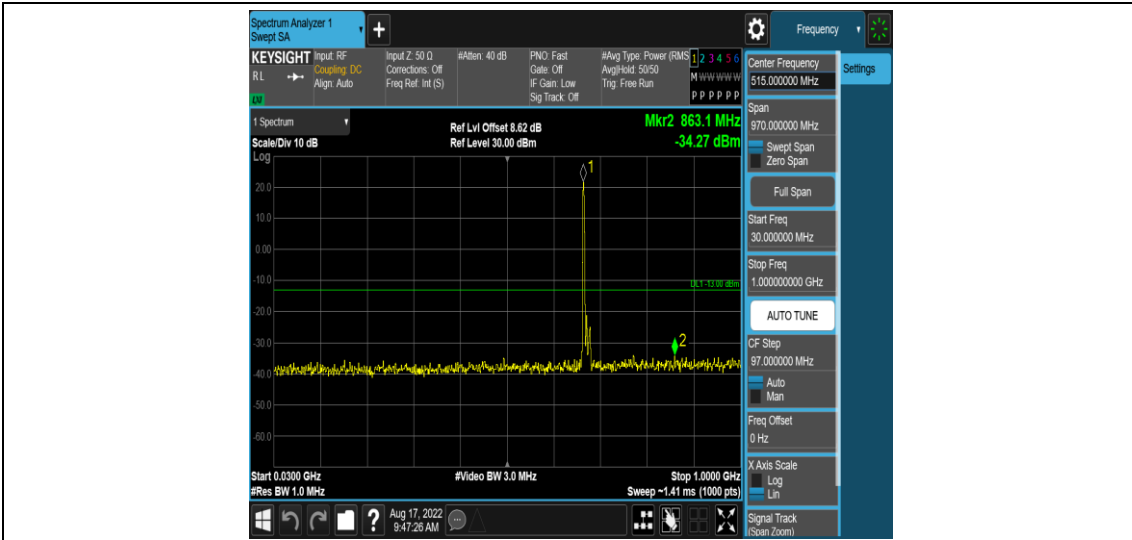 Spectrum Analyzer 1
Swept SA
Frequency
KEYSIGHT
R L
LXI
Input: RF
Coupling: DC
Align: Auto
Input Z: 50 Ω
Corrections: Off
Freq Ref: Int (S)
#Atten: 40 dB
PNO: Fast
Gate: Off
IF Gain: Low
Sig Track: Off
#Avg Type: Power (RMS
Avg|Hold: 50/50
Trig: Free Run
1 2 3 4 5 6
M W W W W W
P P P P P P
1 Spectrum
Scale/Div 10 dB
Log
Ref Lvl Offset 8.62 dB
Ref Level 30.00 dBm
Mkr2 863.1 MHz
-34.27 dBm
1
20.0
10.0
0.00
-10.0
DL1 -13.00 dBm
-20.0
-30.0
2
-40.0
-50.0
-60.0
Start 0.0300 GHz
#Video BW 3.0 MHz
Stop 1.0000 GHz
#Res BW 1.0 MHz
Sweep ~1.41 ms (1000 pts)
?
Aug 17, 2022
9:47:26 AM
Center Frequency
515.000000 MHz
Settings
Span
970.000000 MHz
Swept Span
Zero Span
Full Span
Start Freq
30.000000 MHz
Stop Freq
1.000000000 GHz
AUTO TUNE
CF Step
97.000000 MHz
Auto
Man
Freq Offset
0 Hz
X Axis Scale
Log
Lin
Signal Track
(Span Zoom)